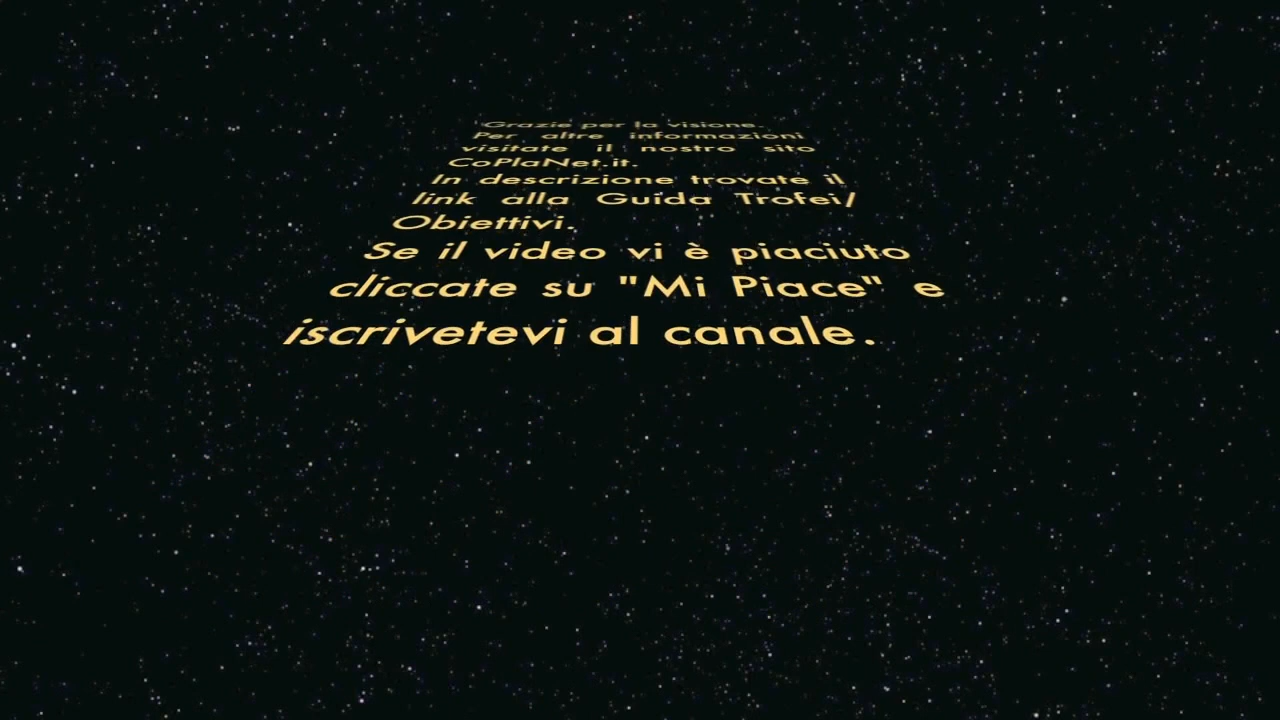 Grazie per la visione.
Per altre informazioni
visitate il nostro sito
CoPlaNet.it.
In descrizione trovate il
link alla Guida Trofei/
Obiettivi.
Se il video vi è piaciuto
cliccate su "Mi Piace" e
iscrivetevi al canale.